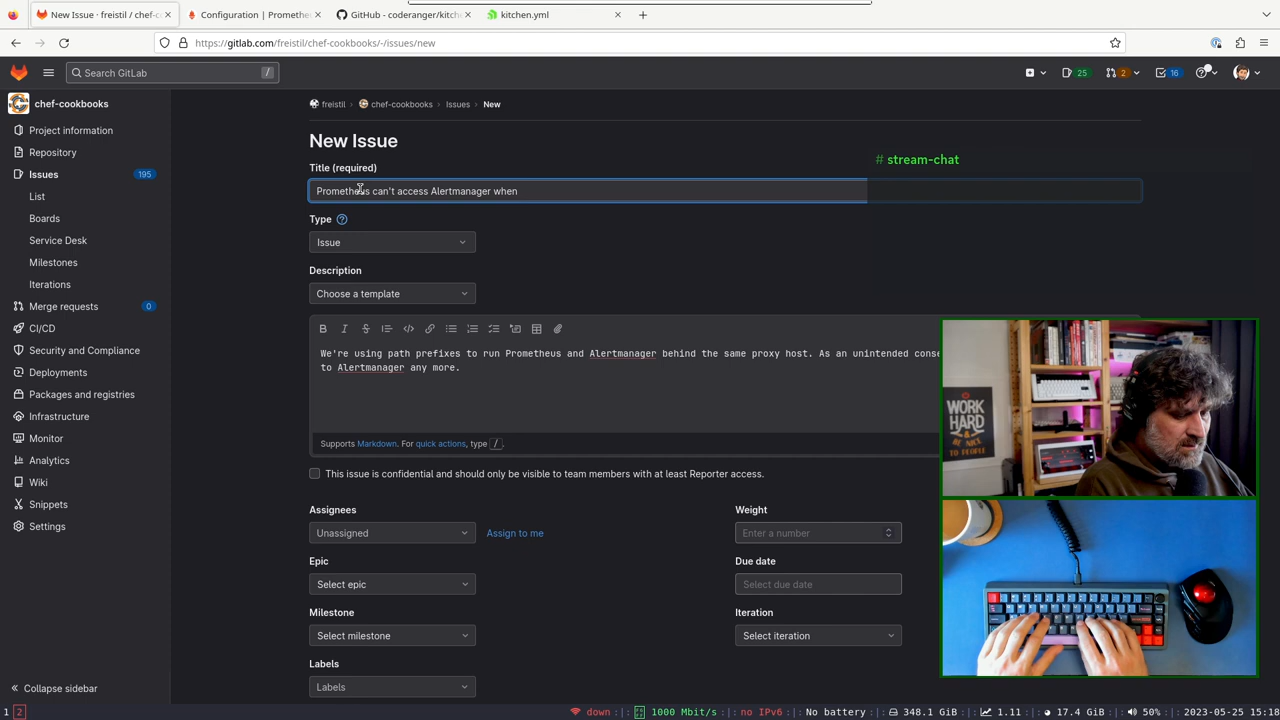 New Issue · freistil / chef-c
Configuration | Promethe
GitHub - coderanger/kitche
kitchen.yml
https://gitlab.com/freistil/chef-cookbooks/-/issues/new
Search GitLab
/
25
2
16
chef-cookbooks
Project information
Repository
Issues 195
List
Boards
Service Desk
Milestones
Iterations
Merge requests 0
CI/CD
Security and Compliance
Deployments
Packages and registries
Infrastructure
Monitor
Analytics
Wiki
Snippets
Settings
Collapse sidebar
freistil › chef-cookbooks › Issues › New
New Issue
Title (required)
Prometheus can't access Alertmanager when
Type
Issue
Description
Choose a template
We're using path prefixes to run Prometheus and Alertmanager behind the same proxy host. As an unintended conse
to Alertmanager any more.
Supports Markdown. For quick actions, type /.
This issue is confidential and should only be visible to team members with at least Reporter access.
Assignees
Unassigned
Assign to me
Weight
Enter a number
Epic
Select epic
Due date
Select due date
Milestone
Select milestone
Iteration
Select iteration
Labels
Labels
# stream-chat
WORK
HARD
& BE NICE
TO PEOPLE
1 2
down :|: 1000 Mbit/s :|: no IPv6 :|: No battery :|: 348.1 GiB :|: 1.11 :|: 17.4 GiB :|: 50% :|: 2023-05-25 15:18